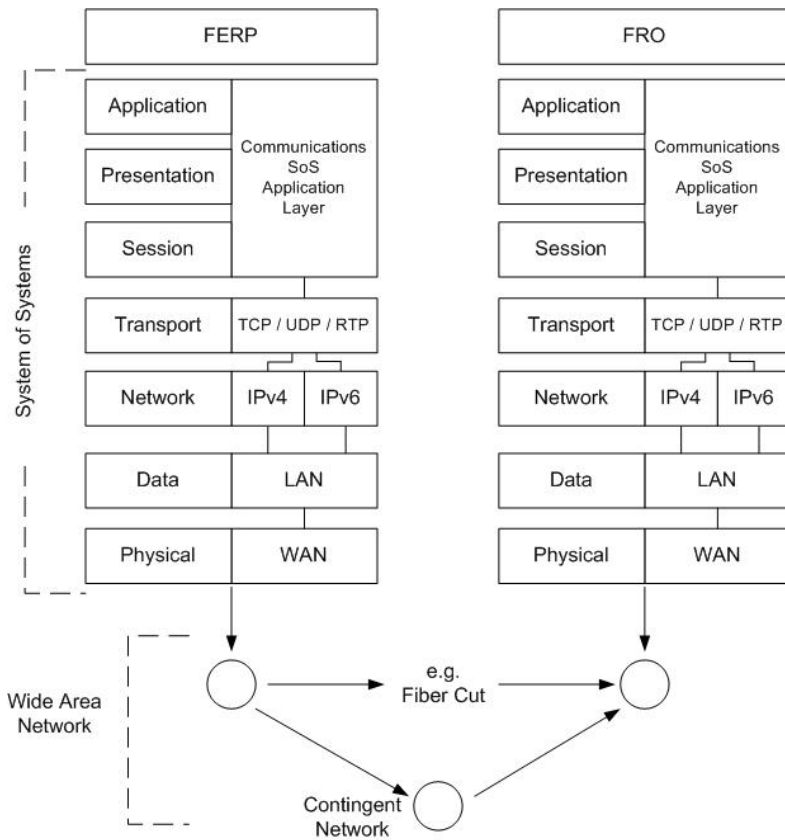 FERP
FRO
Application
Presentation
Session
Communications
SoS
Application
Layer
Transport
TCP / UDP / RTP
Network
IPv4
IPv6
Data
LAN
Physical
WAN
Application
Presentation
Session
Communications
SoS
Application
Layer
Transport
TCP / UDP / RTP
Network
IPv4
IPv6
Data
LAN
Physical
WAN
System of Systems
e.g.
Fiber Cut
Wide Area
Network
Contingent
Network